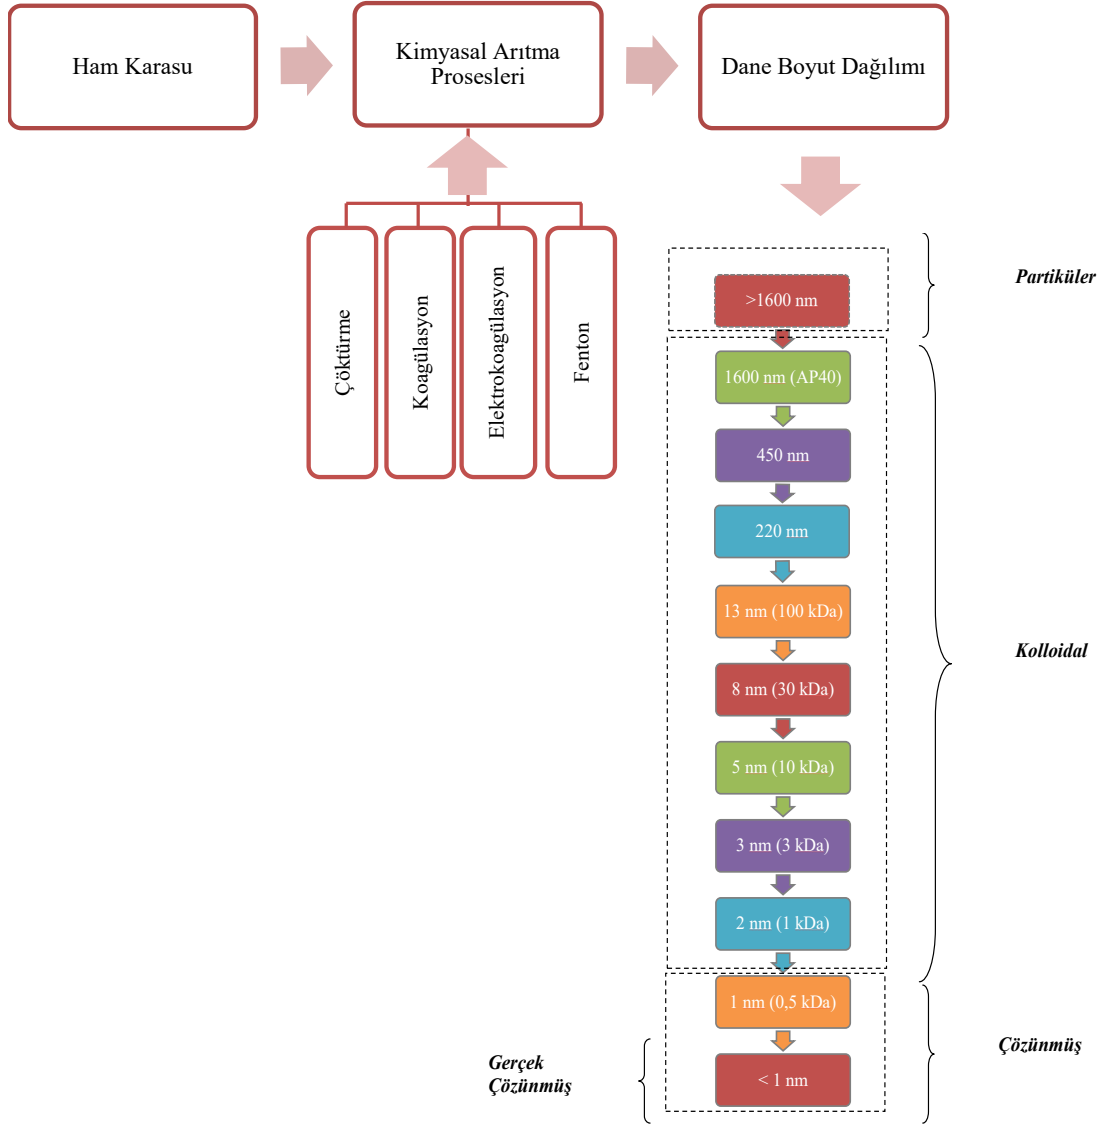 Ham Karasu
Kimyasal Arıtma
Prosesleri
Dane Boyut Dağılımı
Çöktürme
Koagülasyon
Elektrokoagülasyon
Fenton
>1600 nm
Partiküler
1600 nm (AP40)
450 nm
220 nm
13 nm (100 kDa)
8 nm (30 kDa)
Kolloidal
5 nm (10 kDa)
3 nm (3 kDa)
2 nm (1 kDa)
1 nm (0,5 kDa)
Çözünmüş
Gerçek
Çözünmüş
< 1 nm